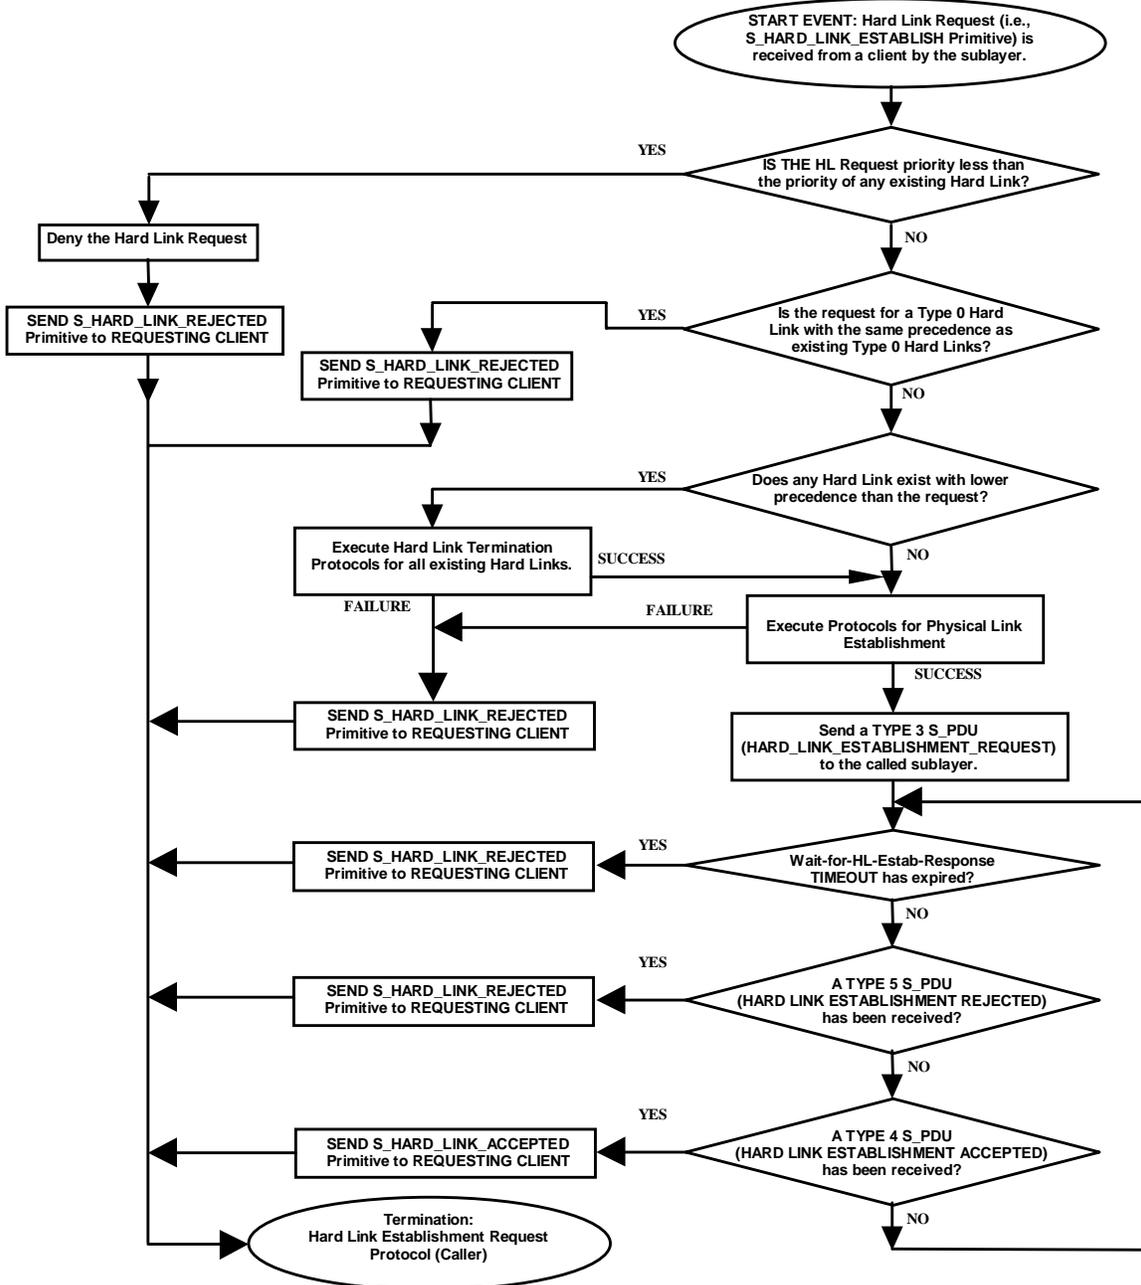 START EVENT: Hard Link Request (i.e.,
S_HARD_LINK_ESTABLISH Primitive) is
received from a client by the sublayer.
YES
IS THE HL Request priority less than
the priority of any existing Hard Link?
Deny the Hard Link Request
NO
SEND S_HARD_LINK_REJECTED
Primitive to REQUESTING CLIENT
YES
Is the request for a Type 0 Hard
Link with the same precedence as
existing Type 0 Hard Links?
SEND S_HARD_LINK_REJECTED
Primitive to REQUESTING CLIENT
NO
YES
Does any Hard Link exist with lower
precedence than the request?
Execute Hard Link Termination
Protocols for all existing Hard Links.
SUCCESS
NO
FAILURE
FAILURE
Execute Protocols for Physical Link
Establishment
SUCCESS
SEND S_HARD_LINK_REJECTED
Primitive to REQUESTING CLIENT
Send a TYPE 3 S_PDU
(HARD_LINK_ESTABLISHMENT_REQUEST)
to the called sublayer.
SEND S_HARD_LINK_REJECTED
Primitive to REQUESTING CLIENT
YES
Wait-for-HL-Estab-Response
TIMEOUT has expired?
NO
SEND S_HARD_LINK_REJECTED
Primitive to REQUESTING CLIENT
YES
A TYPE 5 S_PDU
(HARD LINK ESTABLISHMENT REJECTED)
has been received?
NO
SEND S_HARD_LINK_ACCEPTED
Primitive to REQUESTING CLIENT
YES
A TYPE 4 S_PDU
(HARD LINK ESTABLISHMENT ACCEPTED)
has been received?
NO
Termination:
Hard Link Establishment Request
Protocol (Caller)